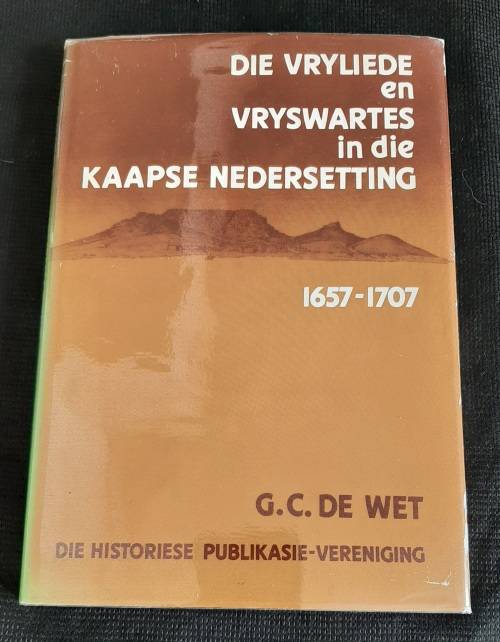 DIE VRYLIEDE
en
VRYSWARTES
in die
KAAPSE NEDERSETTING
1657-1707
G.C. DE WET
DIE HISTORIESE PUBLIKASIE-VERENIGING